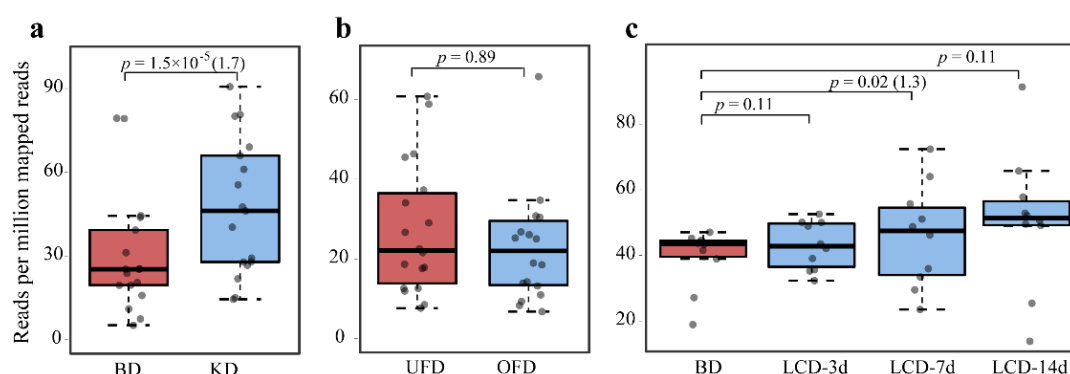 a b c
Reads per million mapped reads
p = 1.5×10⁻⁵ (1.7)
90
60
30
0
BD KD
p = 0.89
60
40
20
0
UFD OFD
p = 0.11
p = 0.02 (1.3)
p = 0.11
80
60
40
20
BD LCD-3d LCD-7d LCD-14d